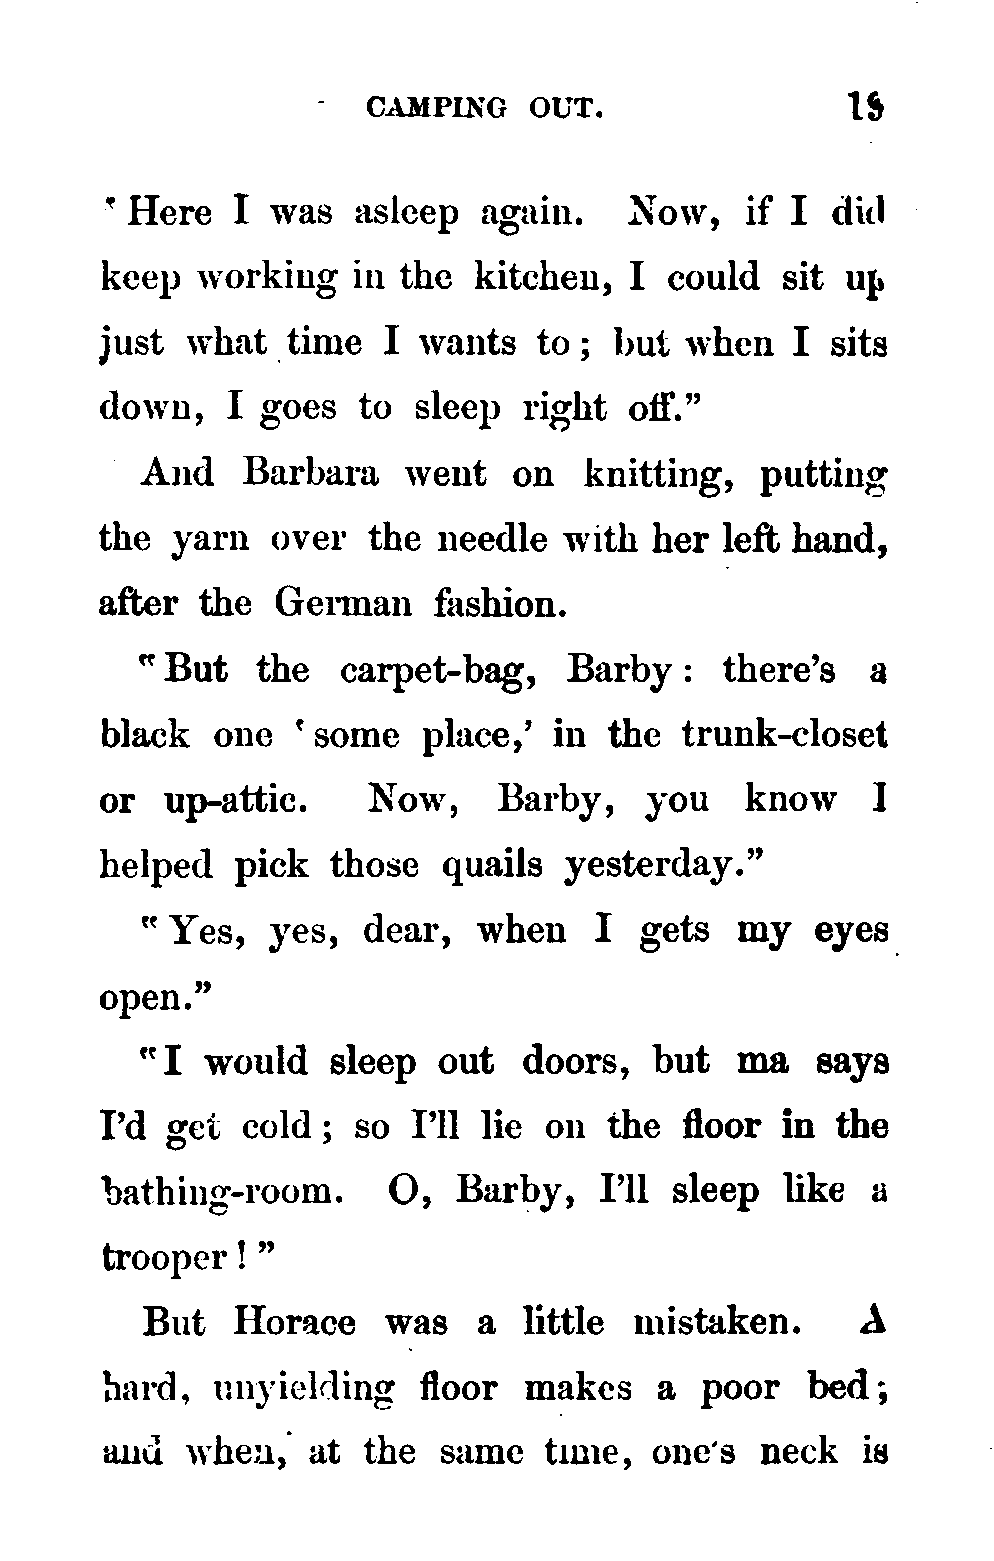 CAMPING OUT. 19
"Here I was asleep again. Now, if I did
keep working in the kitchen, I could sit up
just what time I wants to; but when I sits
down, I goes to sleep right off."
And Barbara went on knitting, putting
the yarn over the needle with her left hand,
after the German fashion.
"But the carpet-bag, Barby: there's a
black one 'some place,' in the trunk-closet
or up-attic. Now, Barby, you know I
helped pick those quails yesterday."
"Yes, yes, dear, when I gets my eyes
open."
"I would sleep out doors, but ma says
I'd get cold; so I'll lie on the floor in the
bathing-room. O, Barby, I'll sleep like a
trooper!"
But Horace was a little mistaken. A
hard, unyielding floor makes a poor bed;
and when, at the same time, one's neck is